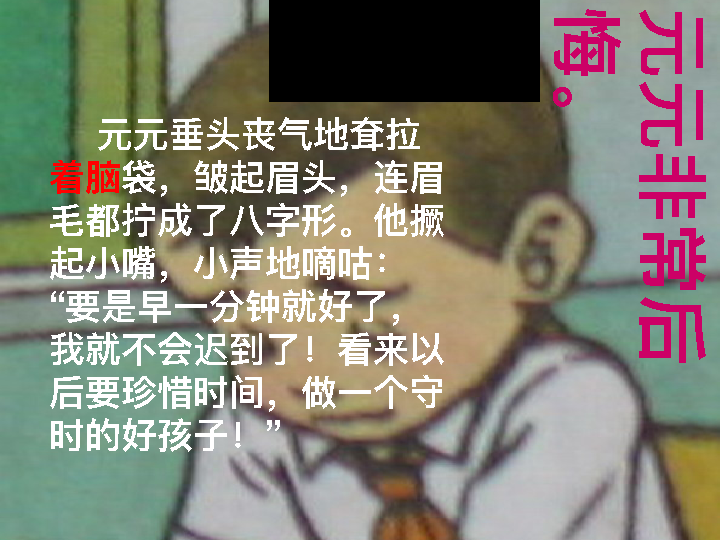 元元非常后
悔。
元元垂头丧气地耷拉
着脑袋，皱起眉头，连眉
毛都拧成了八字形。他撅
起小嘴，小声地嘀咕：
“要是早一分钟就好了，
我就不会迟到了！看来以
后要珍惜时间，做一个守
时的好孩子！”